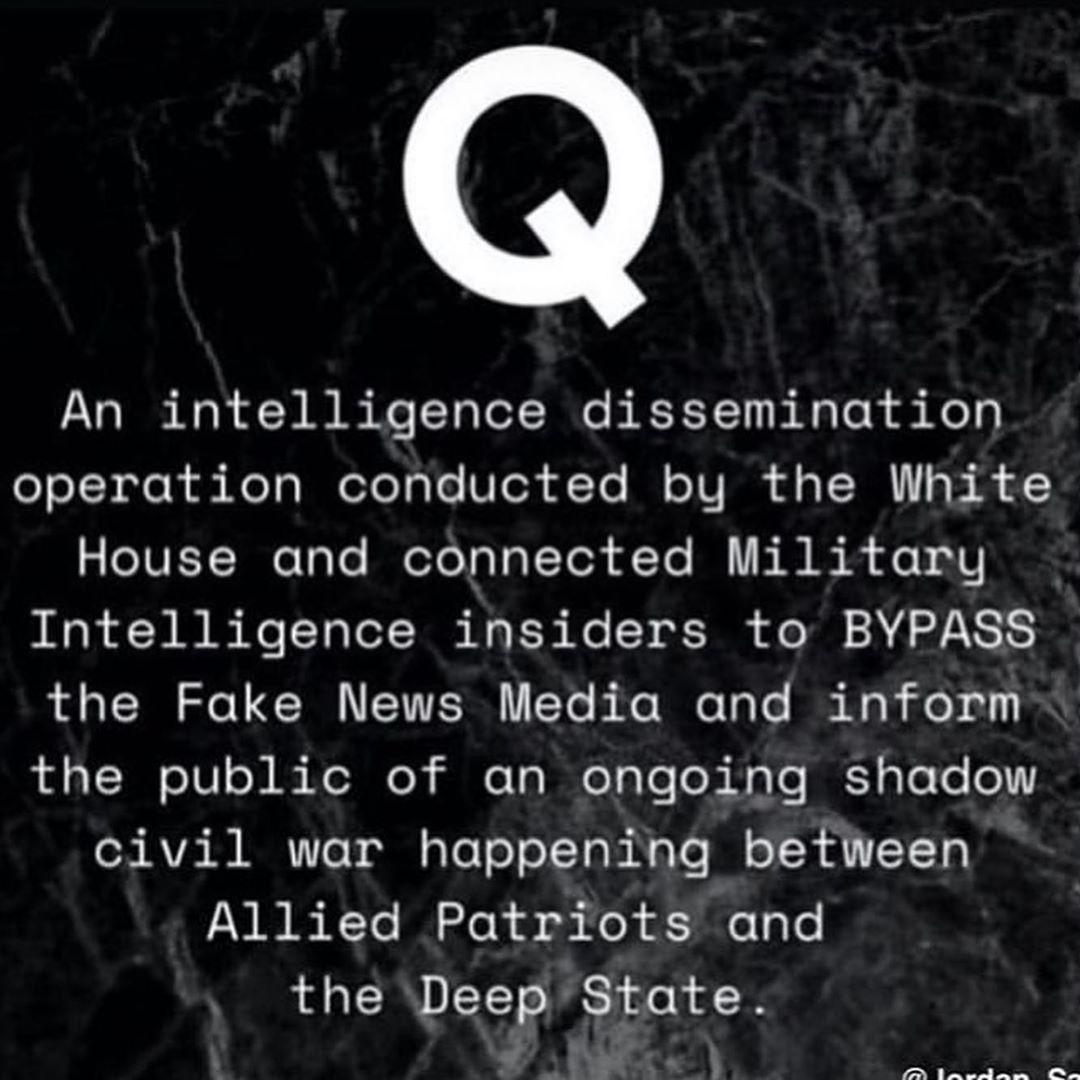 Q
An intelligence dissemination
operation conducted by the White
House and connected Military
Intelligence insiders to BYPASS
the Fake News Media and inform
the public of an ongoing shadow
civil war happening between
Allied Patriots and
the Deep State.